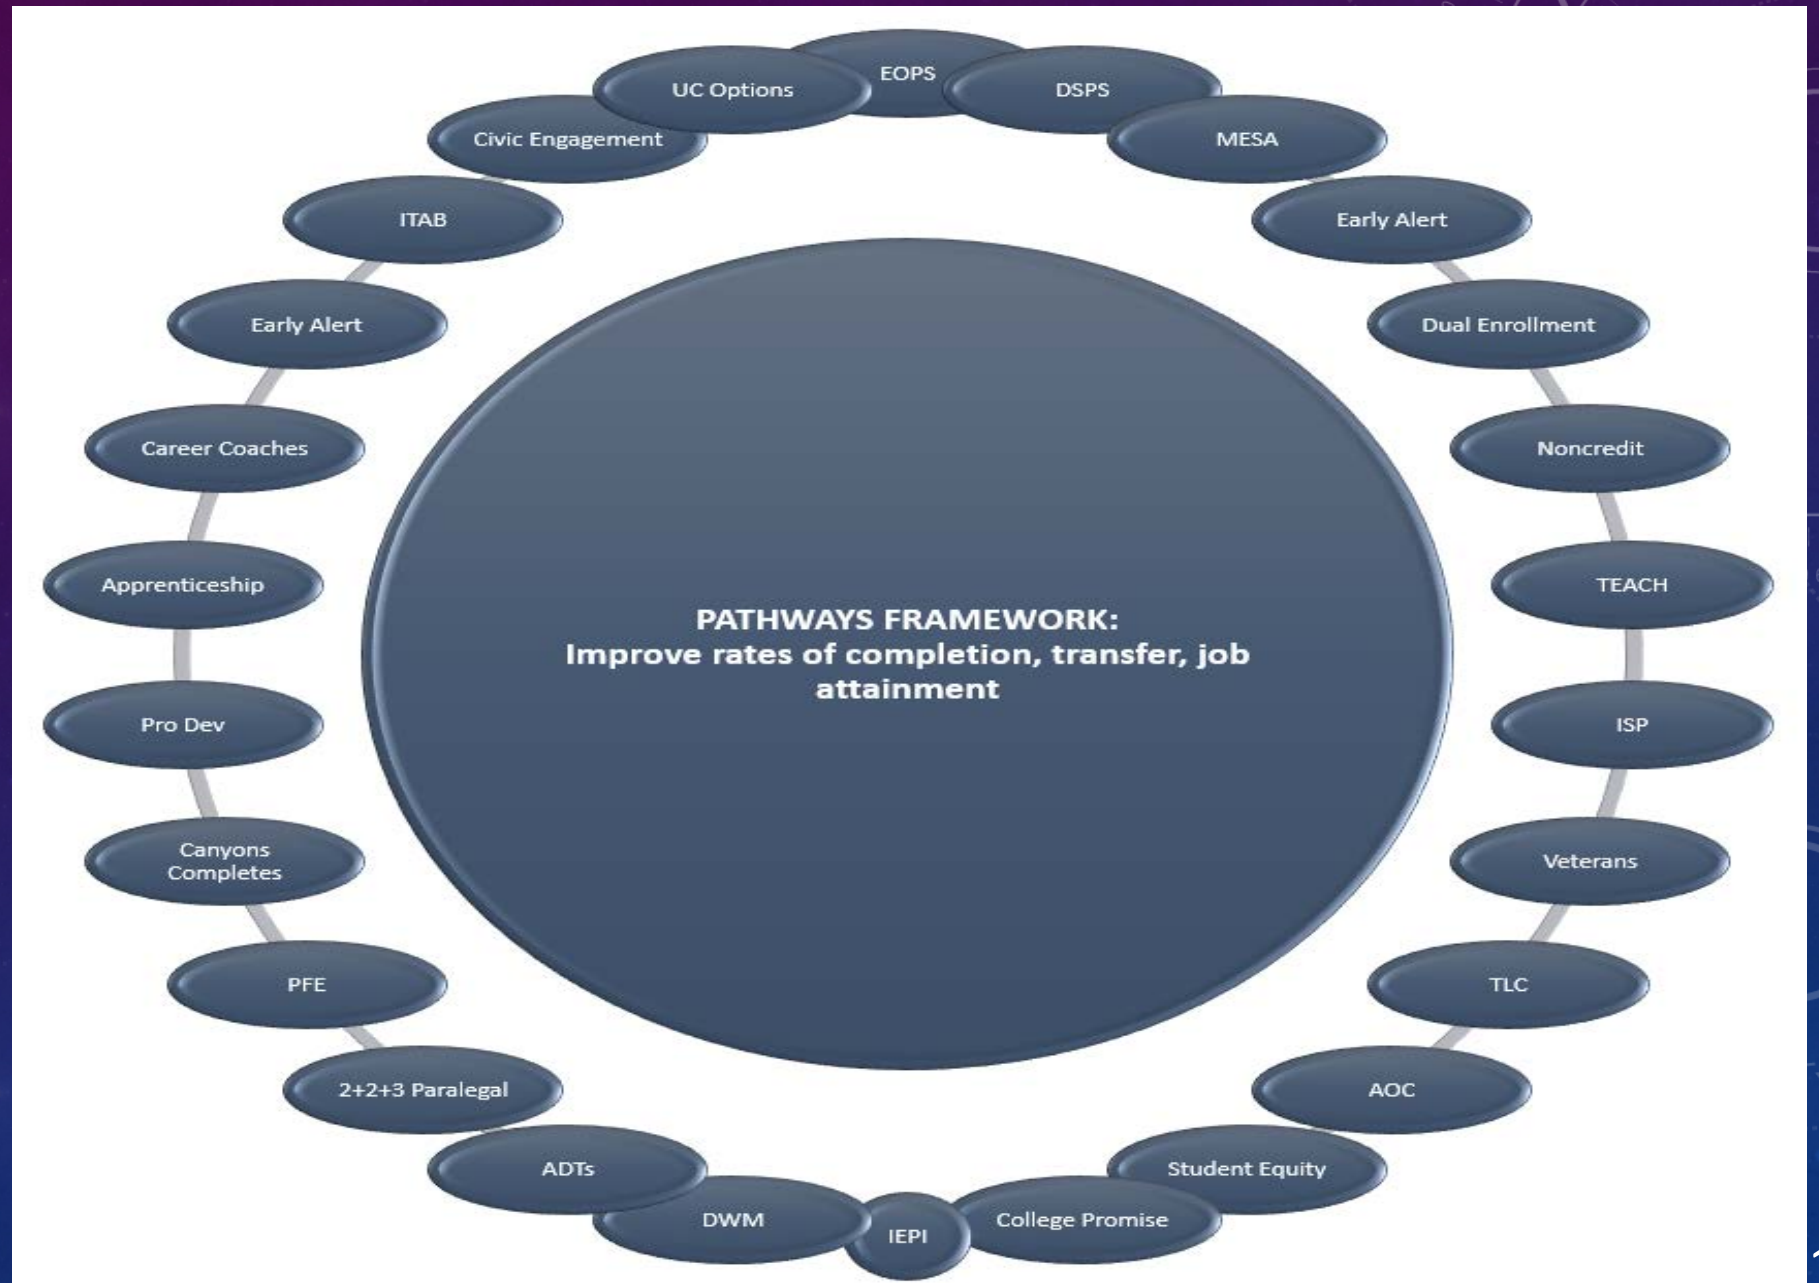 EOPS
DSPS
MESA
Early Alert
Dual Enrollment
Noncredit
TEACH
ISP
Veterans
TLC
AOC
Student Equity
College Promise
IEPI
DWM
ADTs
2+2+3 Paralegal
PFE
Canyons
Completes
Pro Dev
Apprenticeship
Career Coaches
Early Alert
ITAB
Civic Engagement
UC Options
PATHWAYS FRAMEWORK:
Improve rates of completion, transfer, job
attainment